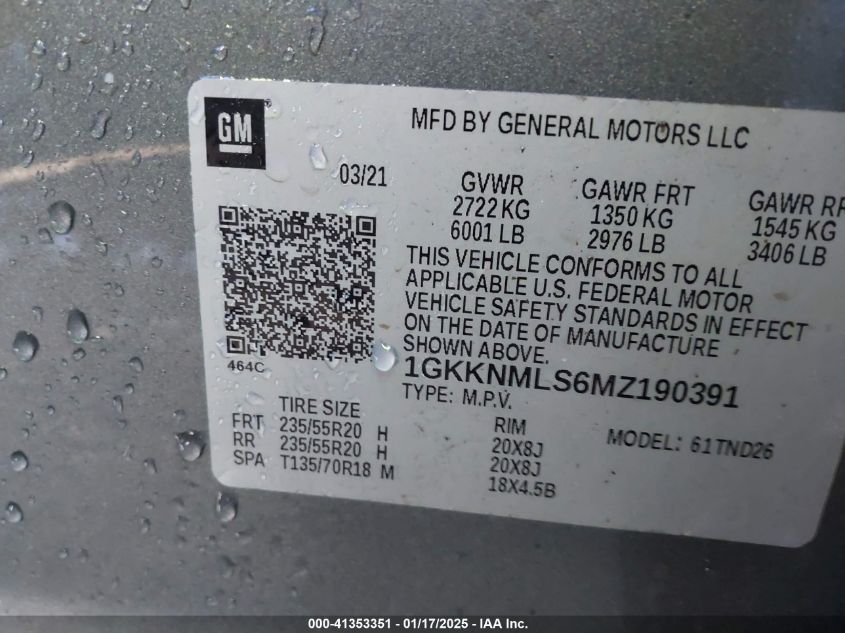 GM
MFD BY GENERAL MOTORS LLC
03/21
GVWR
2722 KG
6001 LB
GAWR FRT
1350 KG
2976 LB
GAWR RR
1545 KG
3406 LB
THIS VEHICLE CONFORMS TO ALL
APPLICABLE U.S. FEDERAL MOTOR
VEHICLE SAFETY STANDARDS IN EFFECT
ON THE DATE OF MANUFACTURE
SHOWN ABOVE.
464C
1GKKNMLS6MZ190391
TYPE: M.P.V.
MODEL: 61TND26
TIRE SIZE
RIM
FRT 235/55R20 H 20X8J
RR 235/55R20 H 20X8J
SPA T135/70R18 M 18X4.5B
000-41353351 - 01/17/2025 - IAA Inc.